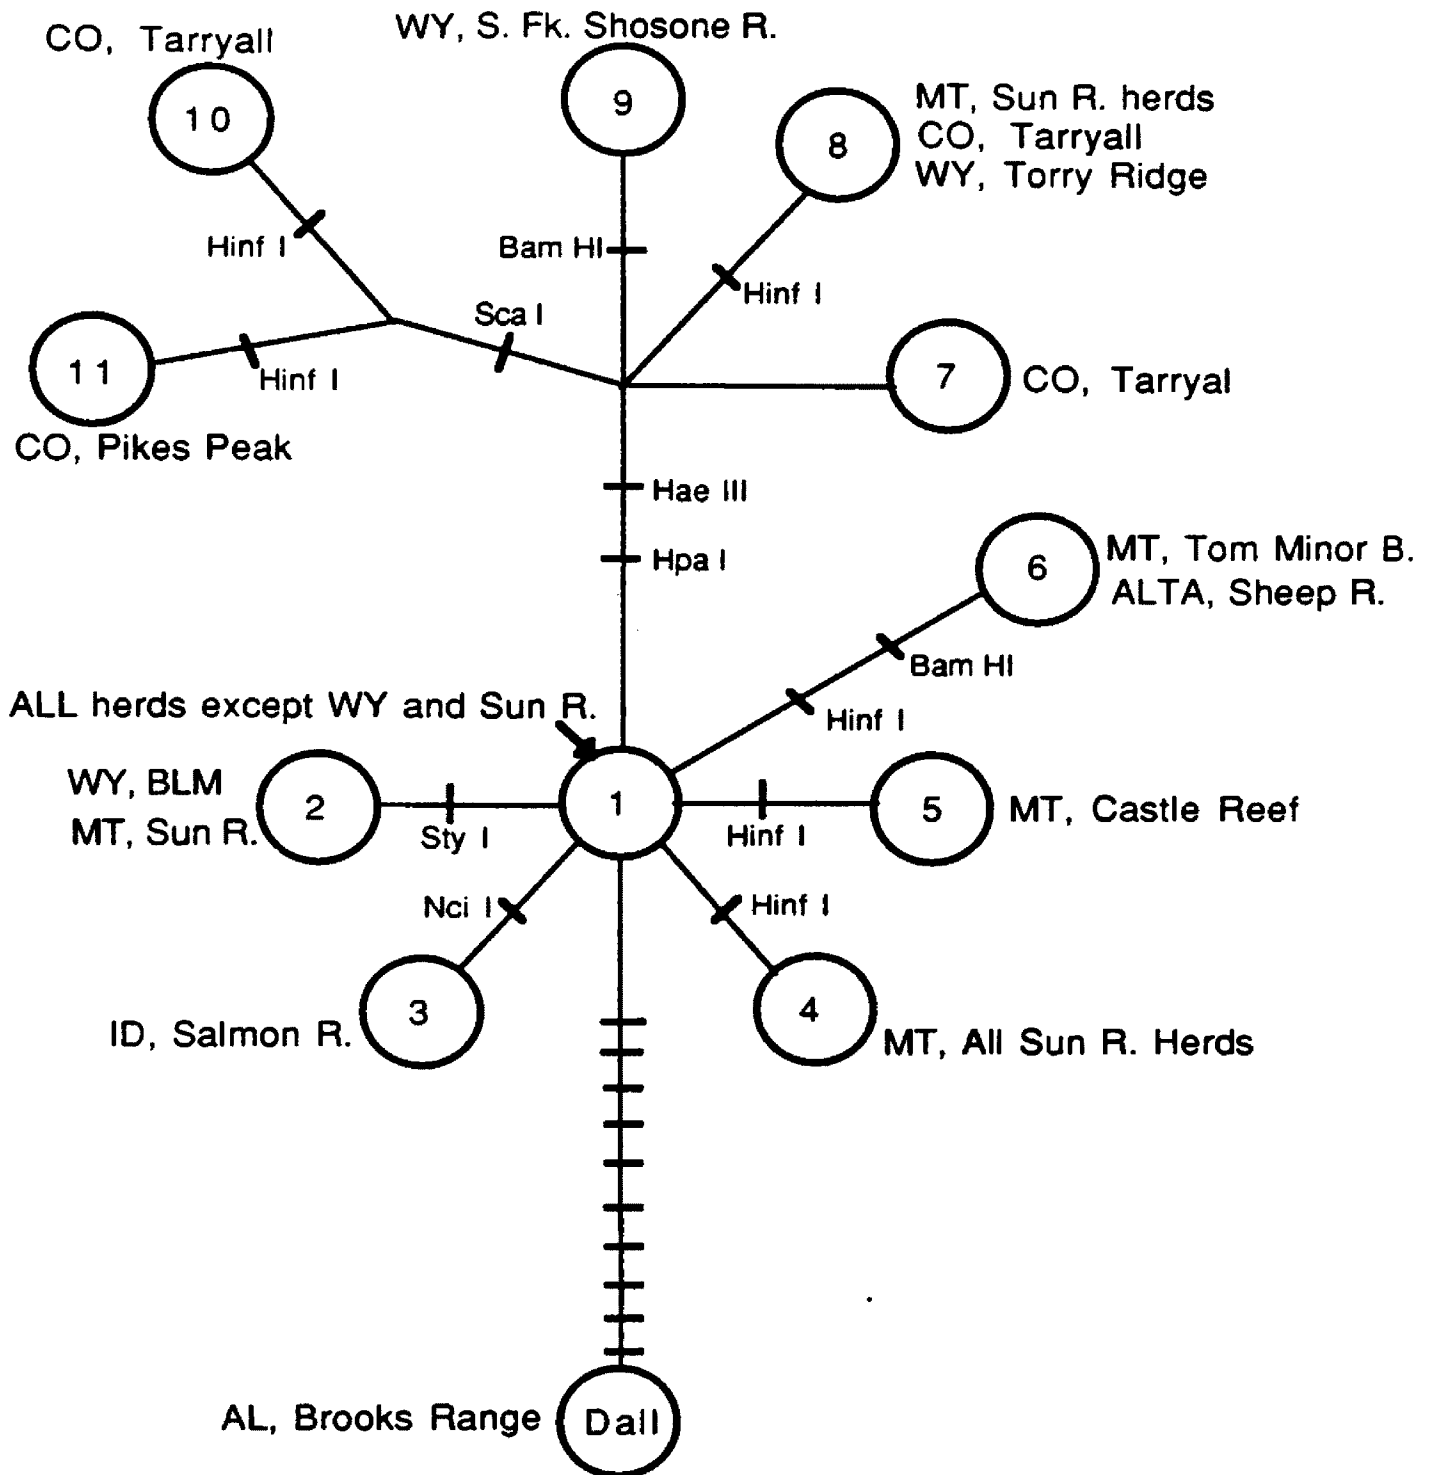 WY, S. Fk. Shosone R.
CO, Tarryall
10
9
8
MT, Sun R. herds
CO, Tarryall
WY, Torry Ridge
Hinf I
Bam HI
Hinf I
Sca I
11
Hinf I
7
CO, Tarryal
CO, Pikes Peak
Hae III
Hpa I
6
MT, Tom Minor B.
ALTA, Sheep R.
Bam HI
Hinf I
ALL herds except WY and Sun R.
WY, BLM
MT, Sun R.
2
Sty I
1
Hinf I
5
MT, Castle Reef
Nci I
Hinf I
3
ID, Salmon R.
4
MT, All Sun R. Herds
AL, Brooks Range
Dall